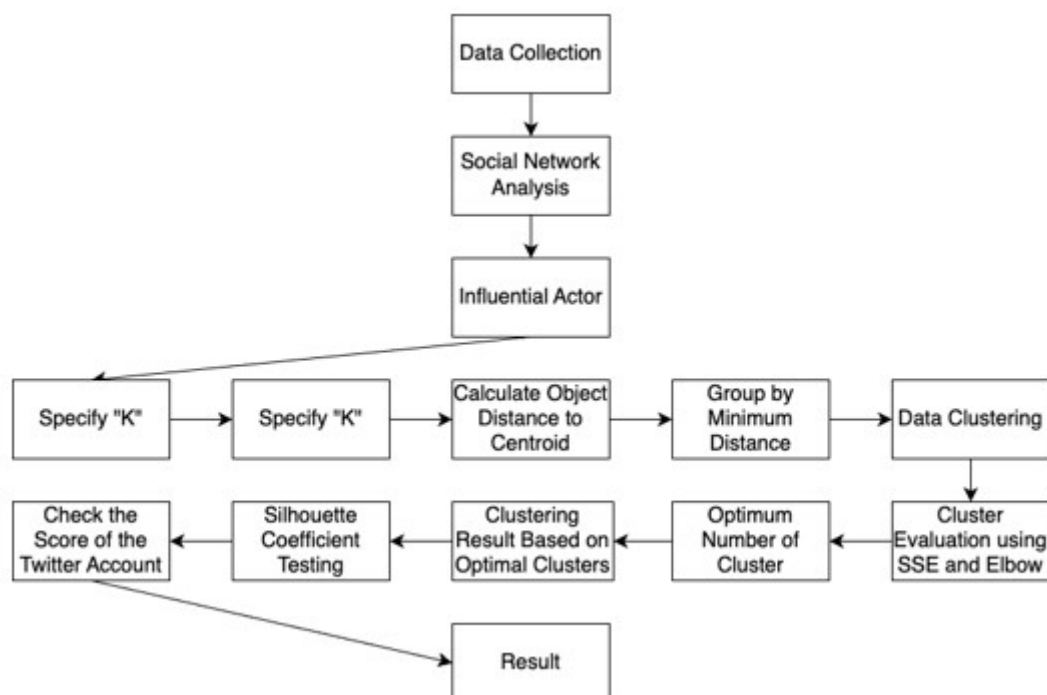 Data Collection
Social Network
Analysis
Influential Actor
Specify "K"
Specify "K"
Calculate Object
Distance to
Centroid
Group by
Minimum
Distance
Data Clustering
Check the
Score of the
Twitter Account
Silhouette
Coefficient
Testing
Clustering
Result Based on
Optimal Clusters
Optimum
Number of
Cluster
Cluster
Evaluation using
SSE and Elbow
Result